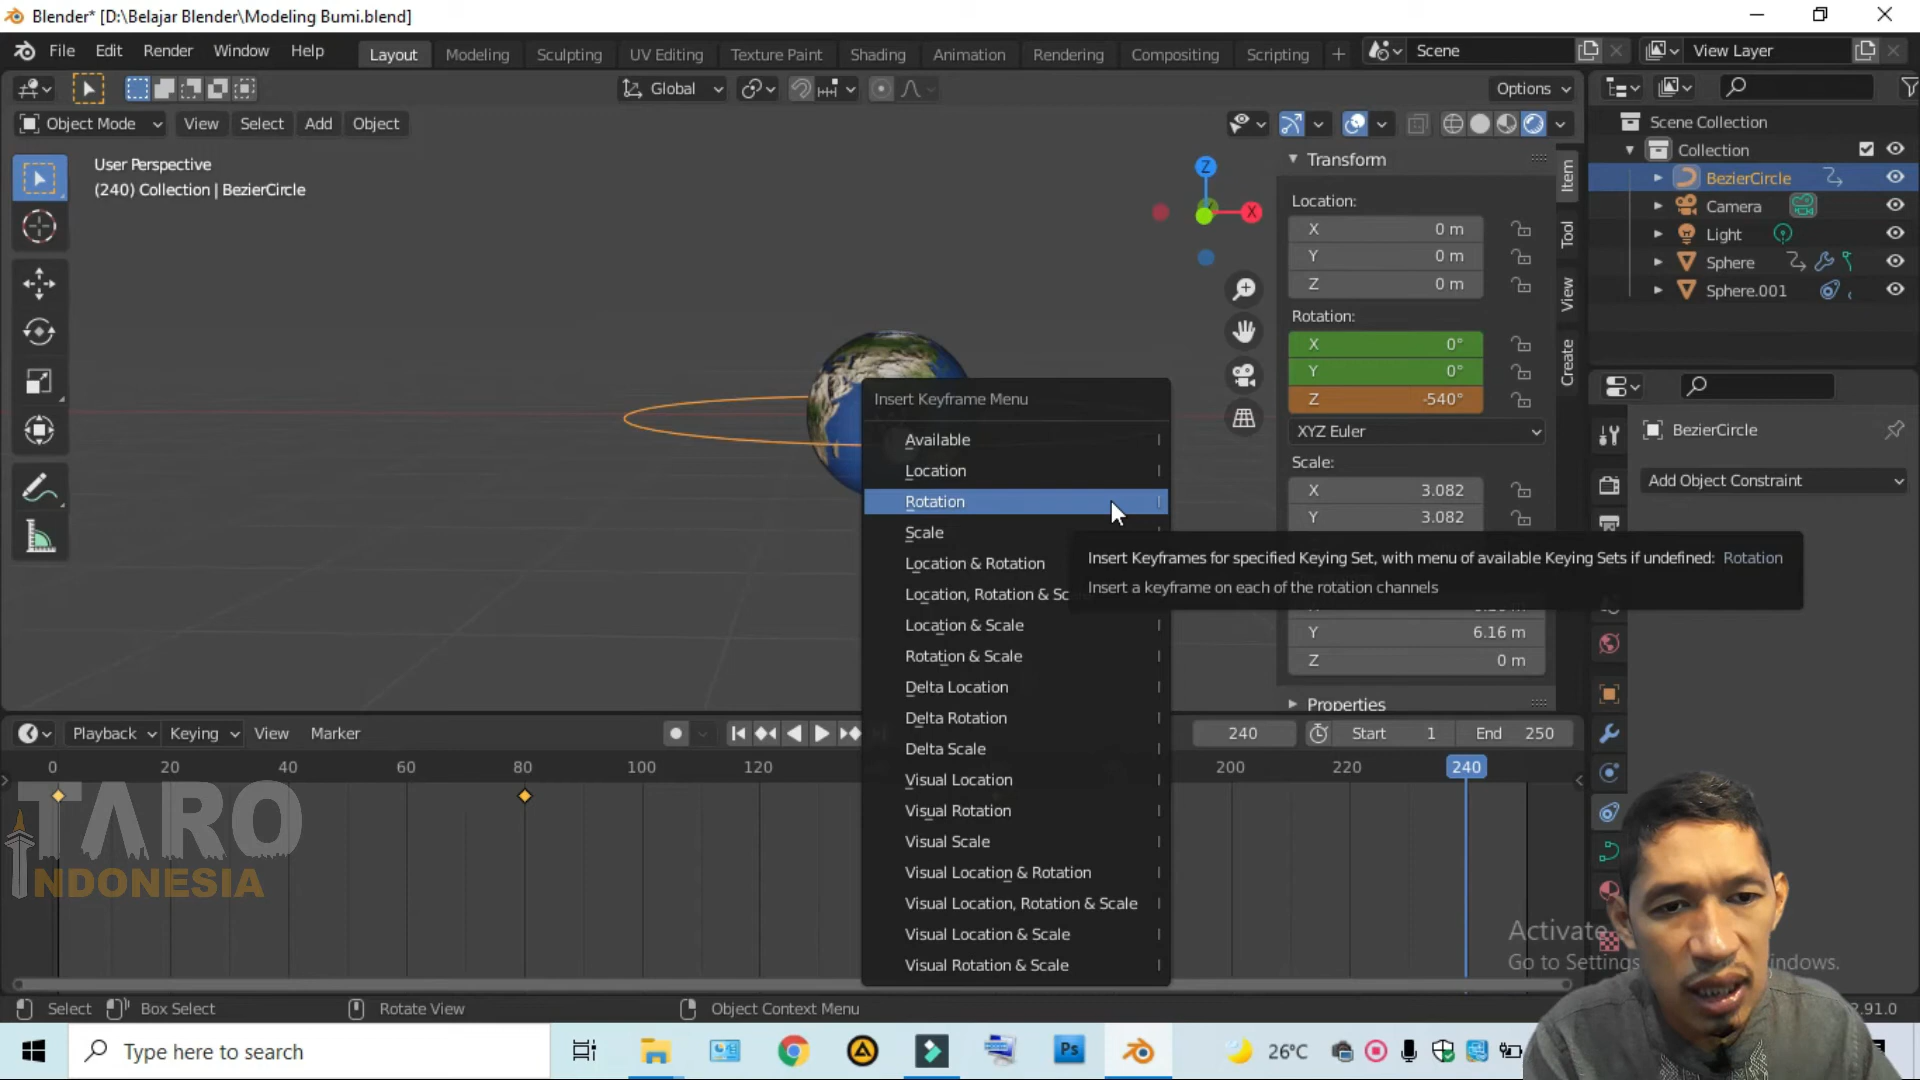 Blender* [D:\Belajar Blender\Modeling Bumi.blend]
File Edit Render Window Help Layout Modeling Sculpting UV Editing Texture Paint Shading Animation Rendering Compositing Scripting + Scene View Layer
Global Options
Object Mode View Select Add Object
User Perspective
(240) Collection | BezierCircle
Z
X
Transform
Location:
X 0 m
Y 0 m
Z 0 m
Rotation:
X 0°
Y 0°
Z -540°
XYZ Euler
Scale:
X 3.082
Y 3.082
Y 6.16 m
Z 0 m
Properties
Item
Tool
View
Create
Scene Collection
Collection
BezierCircle
Camera
Light
Sphere
Sphere.001
BezierCircle
Add Object Constraint
Insert Keyframe Menu
Available I
Location I
Rotation I
Scale
Location & Rotation
Location, Rotation & Sc
Location & Scale I
Rotation & Scale I
Delta Location I
Delta Rotation I
Delta Scale I
Visual Location I
Visual Rotation I
Visual Scale I
Visual Location & Rotation I
Visual Location, Rotation & Scale I
Visual Location & Scale I
Visual Rotation & Scale I
Insert Keyframes for specified Keying Set, with menu of available Keying Sets if undefined: Rotation
Insert a keyframe on each of the rotation channels
Playback Keying View Marker 240 Start 1 End 250
0 20 40 60 80 100 120 200 220 240
TARO
INDONESIA
Activate
Go to Settings indows.
Select Box Select Rotate View Object Context Menu 2.91.0
Type here to search Ps 26°C